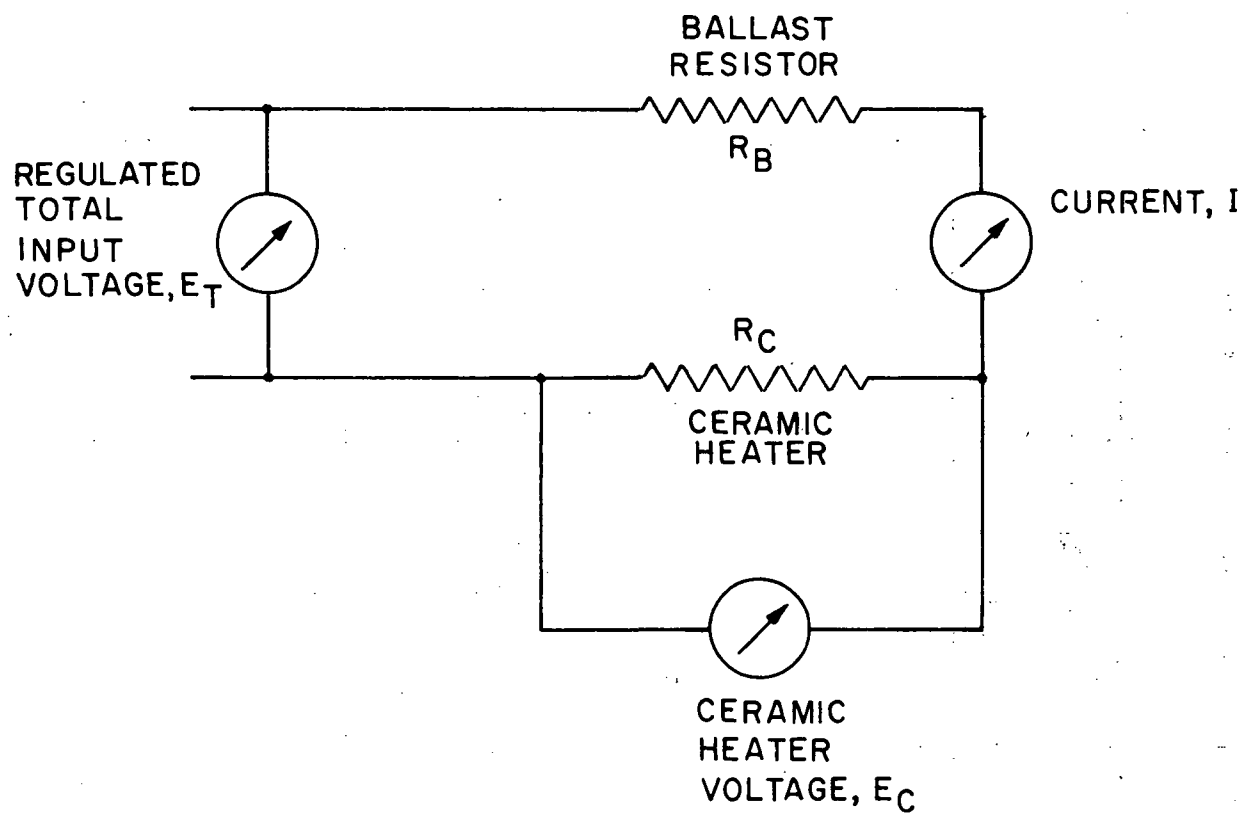 BALLAST
RESISTOR
R_B
REGULATED
TOTAL
INPUT
VOLTAGE, E_T
CURRENT, I
R_C
CERAMIC
HEATER
CERAMIC
HEATER
VOLTAGE, E_C